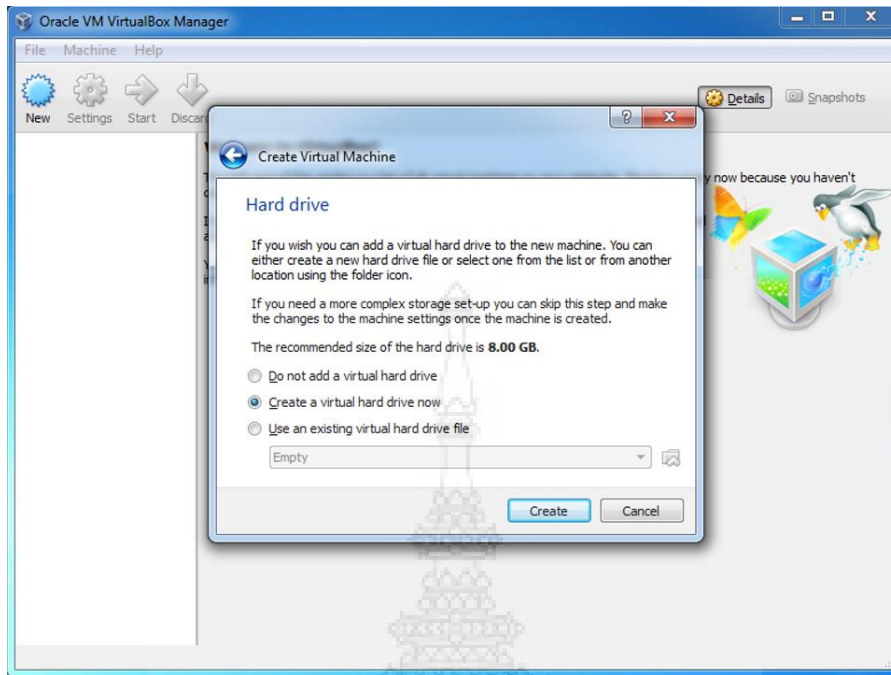 Oracle VM VirtualBox Manager
File Machine Help
New Settings Start Discard
Details Snapshots
Create Virtual Machine
now because you haven't
Hard drive
If you wish you can add a virtual hard drive to the new machine. You can
either create a new hard drive file or select one from the list or from another
location using the folder icon.
If you need a more complex storage set-up you can skip this step and make
the changes to the machine settings once the machine is created.
The recommended size of the hard drive is 8.00 GB.
Do not add a virtual hard drive
Create a virtual hard drive now
Use an existing virtual hard drive file
Empty
Create Cancel